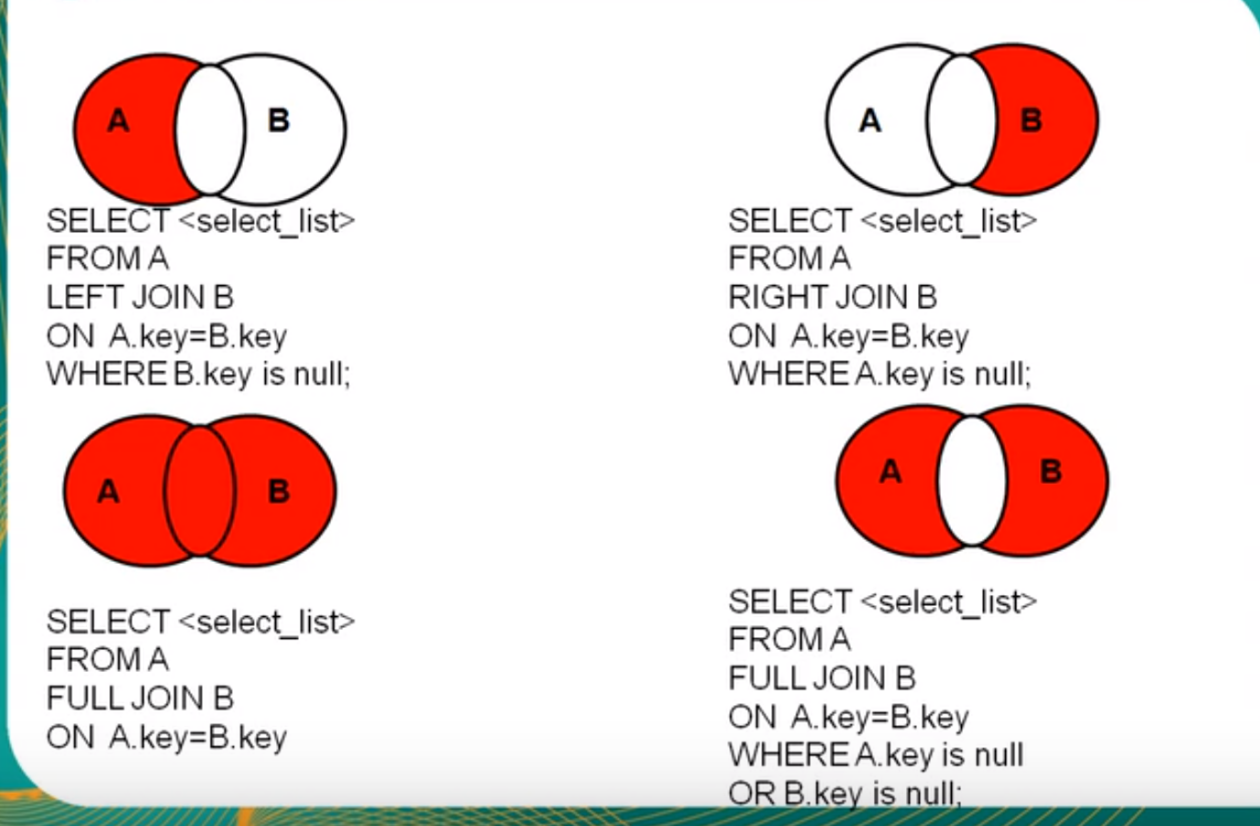 A
B
SELECT <select_list>
FROM A
LEFT JOIN B
ON A.key=B.key
WHERE B.key is null;
A
B
SELECT <select_list>
FROM A
RIGHT JOIN B
ON A.key=B.key
WHERE A.key is null;
A
B
SELECT <select_list>
FROM A
FULL JOIN B
ON A.key=B.key
A
B
SELECT <select_list>
FROM A
FULL JOIN B
ON A.key=B.key
WHERE A.key is null
OR B.key is null;